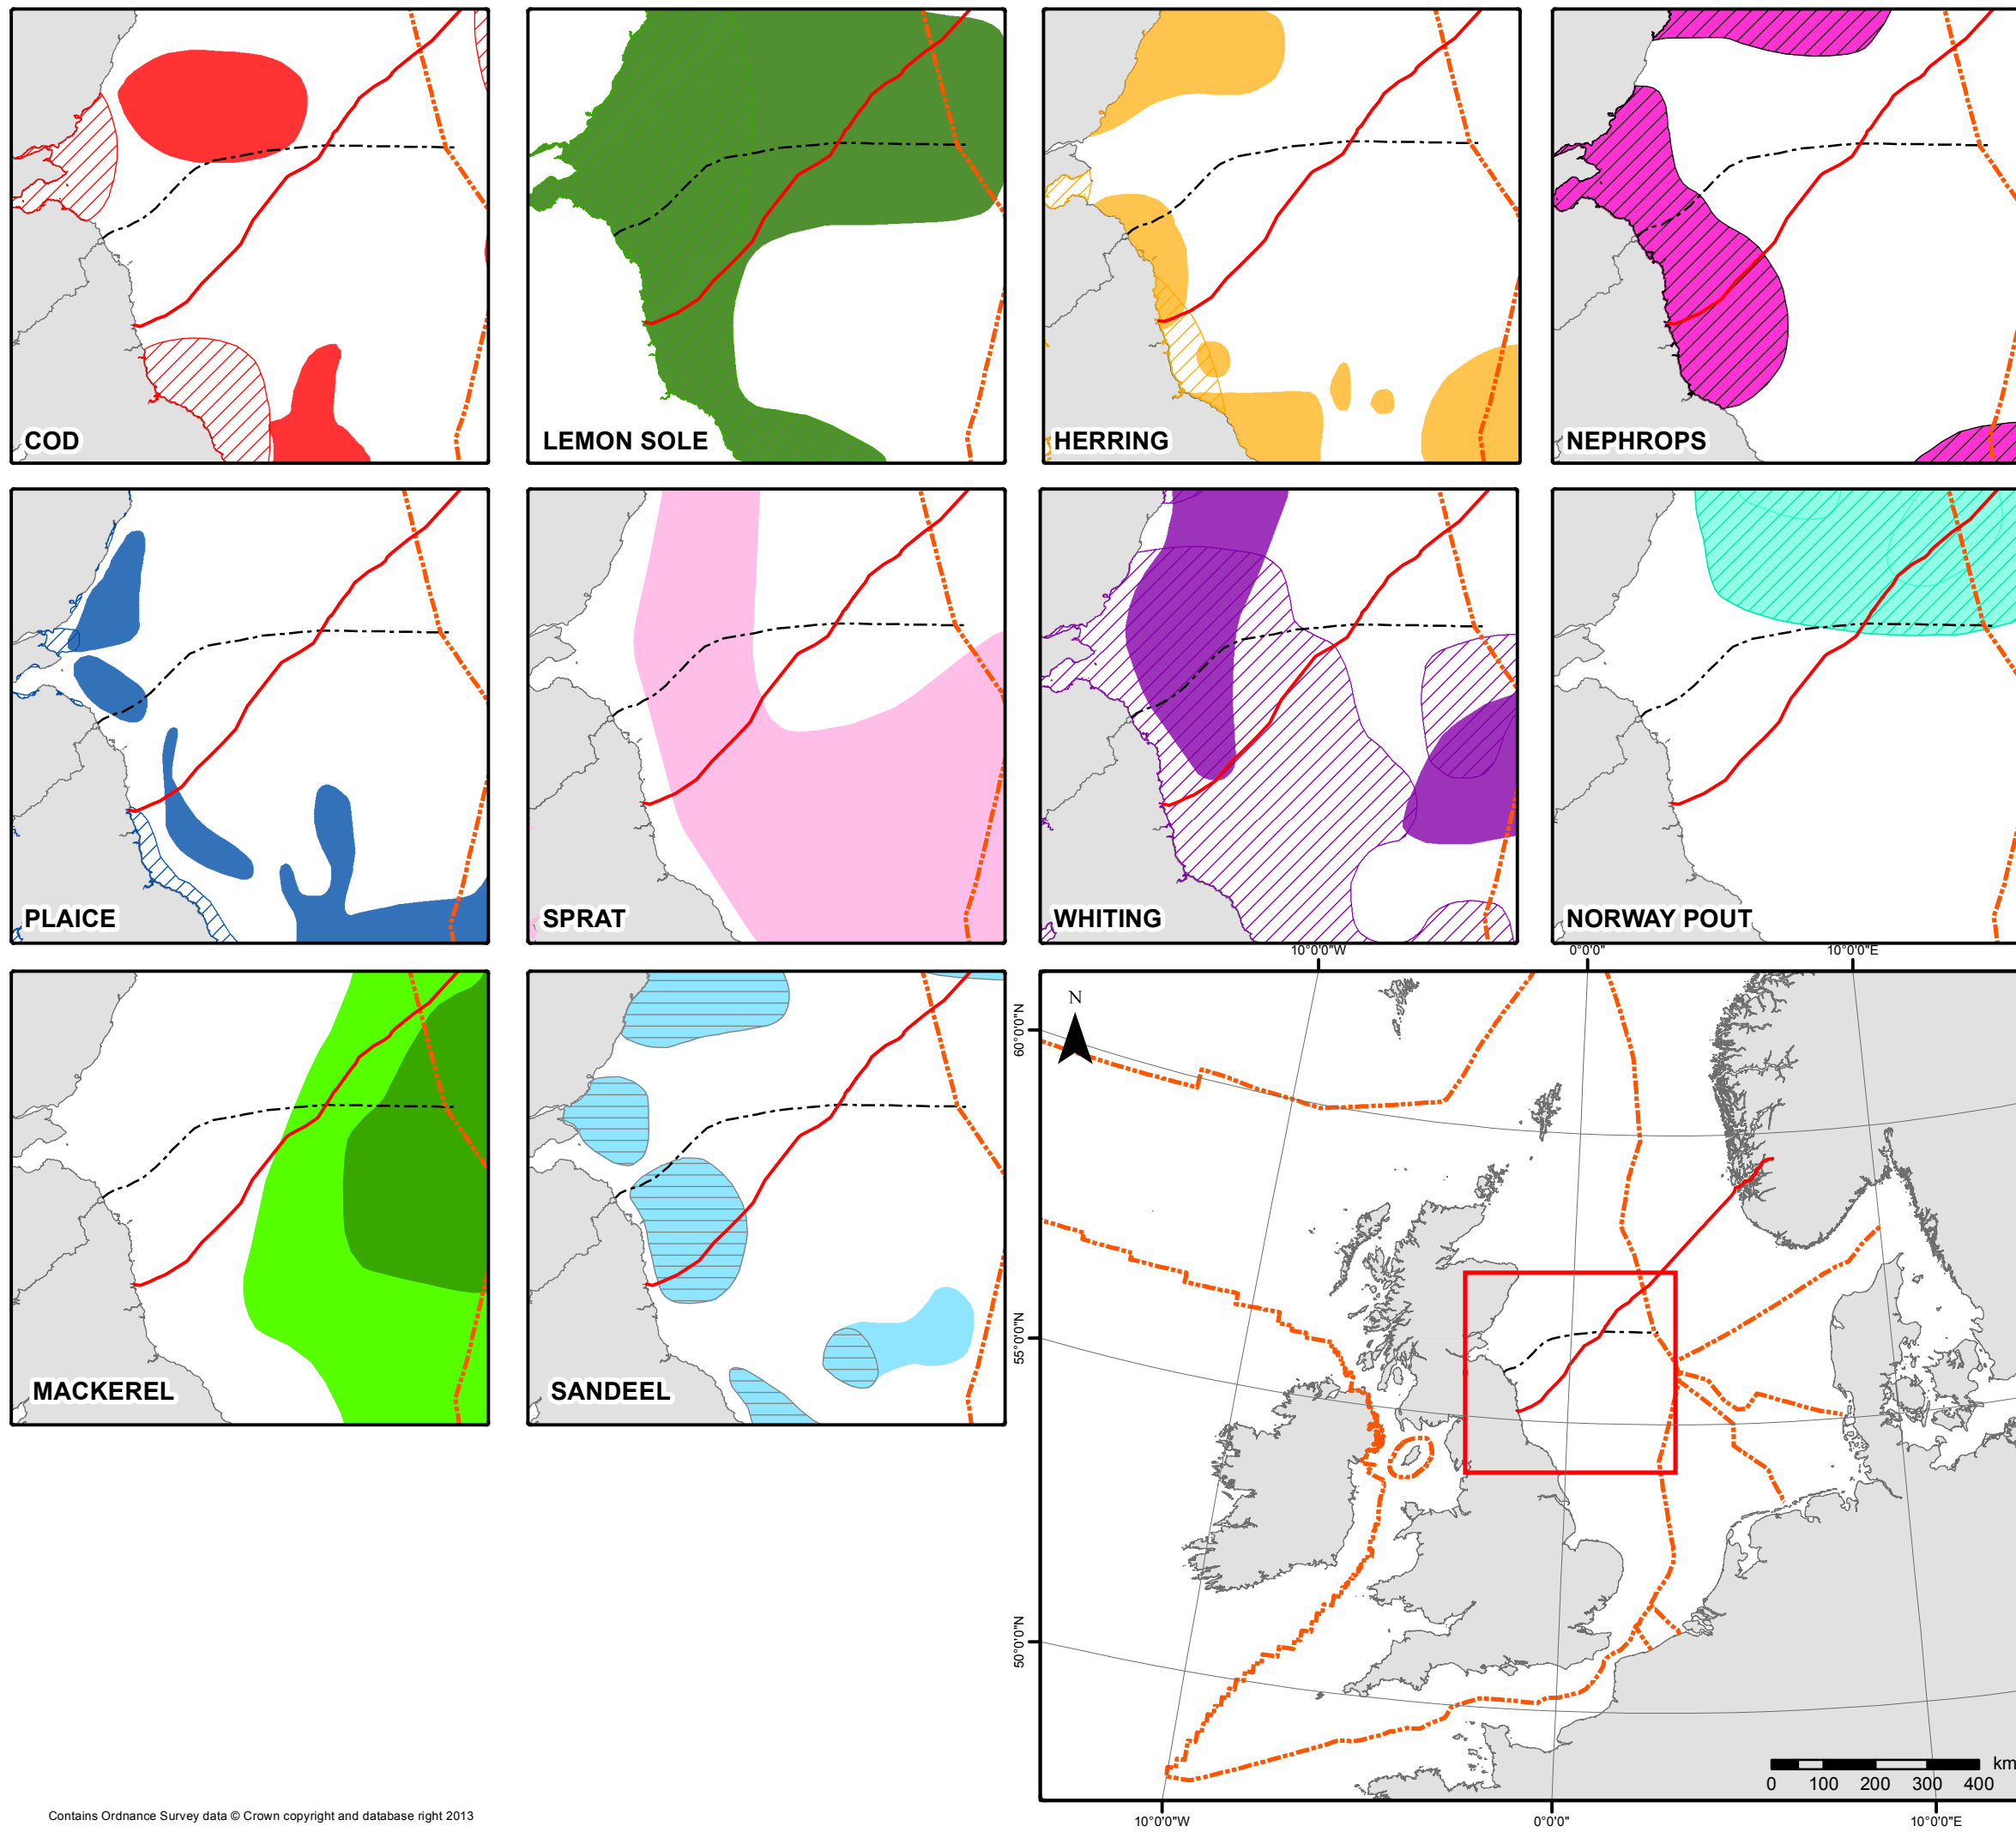 COD
LEMON SOLE
HERRING
NEPHROPS
PLAICE
SPRAT
WHITING
NORWAY POUT
10°0'0"W
0°0'0"
10°0'0"E
MACKEREL
SANDEEL
N
60°0'0"N
55°0'0"N
50°0'0"N
km
0 100 200 300 400
10°0'0"W
0°0'0"
10°0'0"E
Contains Ordnance Survey data © Crown copyright and database right 2013